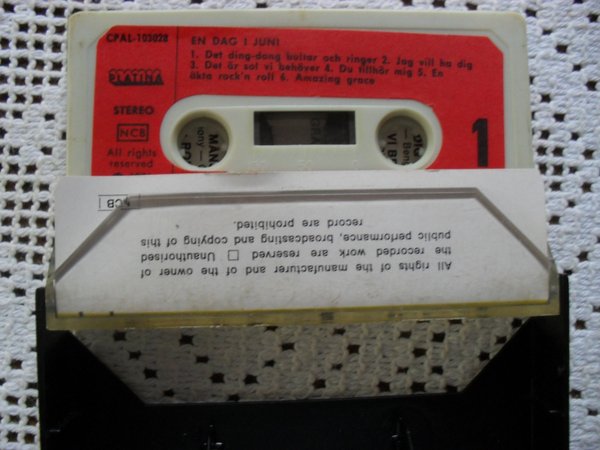 CPAL-103028
EN DAG I JUNI
1. Det ding-dong bultar och ringer 2. Jag vill ha dig
3. Det är sol vi behöver 4. Du tillhör mig 5. En
äkta rock'n roll 6. Amazing grace
PLATINA
STEREO
NCB
All rights
reserved
1
MAN
NCB
All rights of the manufacturer and of the owner of
the recorded work are reserved. Unauthorised
public performance, broadcasting and copying of this
record are prohibited.